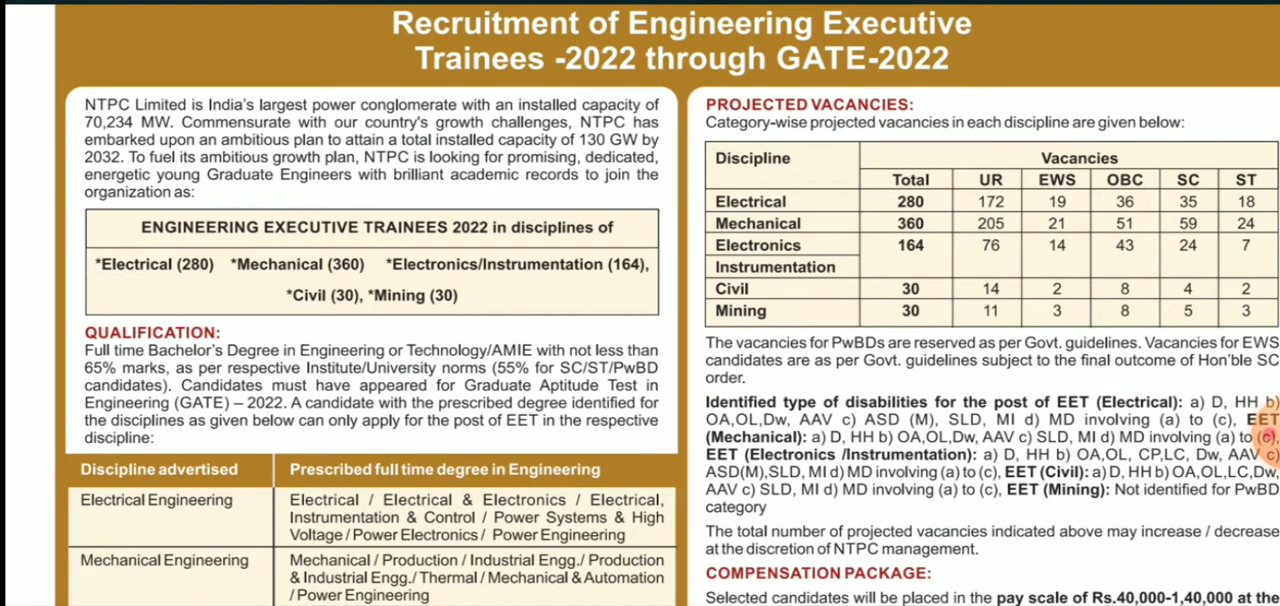 Recruitment of Engineering Executive
Trainees -2022 through GATE-2022
NTPC Limited is India's largest power conglomerate with an installed capacity of
70,234 MW. Commensurate with our country's growth challenges, NTPC has
embarked upon an ambitious plan to attain a total installed capacity of 130 GW by
2032. To fuel its ambitious growth plan, NTPC is looking for promising, dedicated,
energetic young Graduate Engineers with brilliant academic records to join the
organization as:
ENGINEERING EXECUTIVE TRAINEES 2022 in disciplines of
*Electrical (280) *Mechanical (360) *Electronics/Instrumentation (164),
*Civil (30), *Mining (30)
QUALIFICATION:
Full time Bachelor's Degree in Engineering or Technology/AMIE with not less than
65% marks, as per respective Institute/University norms (55% for SC/ST/PwBD
candidates). Candidates must have appeared for Graduate Aptitude Test in
Engineering (GATE) – 2022. A candidate with the prescribed degree identified for
the disciplines as given below can only apply for the post of EET in the respective
discipline:
Discipline advertised Prescribed full time degree in Engineering
Electrical Engineering Electrical / Electrical & Electronics / Electrical,
Instrumentation & Control / Power Systems & High
Voltage / Power Electronics / Power Engineering
Mechanical Engineering Mechanical / Production / Industrial Engg./ Production
& Industrial Engg./ Thermal / Mechanical & Automation
/ Power Engineering
PROJECTED VACANCIES:
Category-wise projected vacancies in each discipline are given below:
Discipline Vacancies
Total UR EWS OBC SC ST
Electrical 280 172 19 36 35 18
Mechanical 360 205 21 51 59 24
Electronics 164 76 14 43 24 7
Instrumentation
Civil 30 14 2 8 4 2
Mining 30 11 3 8 5 3
The vacancies for PwBDs are reserved as per Govt. guidelines. Vacancies for EWS
candidates are as per Govt. guidelines subject to the final outcome of Hon'ble SC
order.
Identified type of disabilities for the post of EET (Electrical): a) D, HH b)
OA,OL,Dw, AAV c) ASD (M), SLD, MI d) MD involving (a) to (c), EET
(Mechanical): a) D, HH b) OA,OL,Dw, AAV c) SLD, MI d) MD involving (a) to (c),
EET (Electronics /Instrumentation): a) D, HH b) OA,OL, CP,LC, Dw, AAV c)
ASD(M),SLD, MI d) MD involving (a) to (c), EET (Civil): a) D, HH b) OA,OL,LC,Dw,
AAV c) SLD, MI d) MD involving (a) to (c), EET (Mining): Not identified for PwBD
category
The total number of projected vacancies indicated above may increase / decrease
at the discretion of NTPC management.
COMPENSATION PACKAGE:
Selected candidates will be placed in the pay scale of Rs.40,000-1,40,000 at the